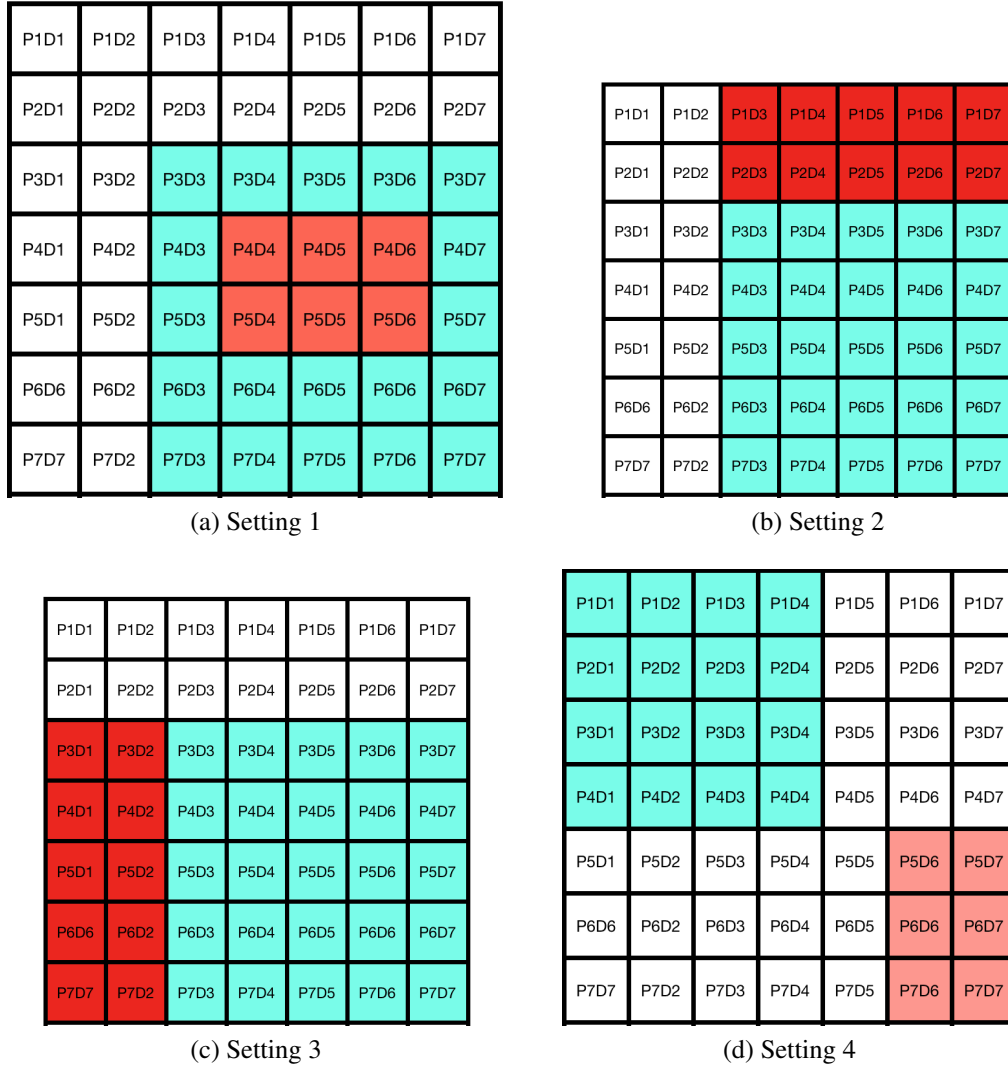 P1D1 P1D2 P1D3 P1D4 P1D5 P1D6 P1D7
P2D1 P2D2 P2D3 P2D4 P2D5 P2D6 P2D7
P3D1 P3D2 P3D3 P3D4 P3D5 P3D6 P3D7
P4D1 P4D2 P4D3 P4D4 P4D5 P4D6 P4D7
P5D1 P5D2 P5D3 P5D4 P5D5 P5D6 P5D7
P6D6 P6D2 P6D3 P6D4 P6D5 P6D6 P6D7
P7D7 P7D2 P7D3 P7D4 P7D5 P7D6 P7D7
(a) Setting 1
P1D1 P1D2 P1D3 P1D4 P1D5 P1D6 P1D7
P2D1 P2D2 P2D3 P2D4 P2D5 P2D6 P2D7
P3D1 P3D2 P3D3 P3D4 P3D5 P3D6 P3D7
P4D1 P4D2 P4D3 P4D4 P4D5 P4D6 P4D7
P5D1 P5D2 P5D3 P5D4 P5D5 P5D6 P5D7
P6D6 P6D2 P6D3 P6D4 P6D5 P6D6 P6D7
P7D7 P7D2 P7D3 P7D4 P7D5 P7D6 P7D7
(b) Setting 2
P1D1 P1D2 P1D3 P1D4 P1D5 P1D6 P1D7
P2D1 P2D2 P2D3 P2D4 P2D5 P2D6 P2D7
P3D1 P3D2 P3D3 P3D4 P3D5 P3D6 P3D7
P4D1 P4D2 P4D3 P4D4 P4D5 P4D6 P4D7
P5D1 P5D2 P5D3 P5D4 P5D5 P5D6 P5D7
P6D6 P6D2 P6D3 P6D4 P6D5 P6D6 P6D7
P7D7 P7D2 P7D3 P7D4 P7D5 P7D6 P7D7
(c) Setting 3
P1D1 P1D2 P1D3 P1D4 P1D5 P1D6 P1D7
P2D1 P2D2 P2D3 P2D4 P2D5 P2D6 P2D7
P3D1 P3D2 P3D3 P3D4 P3D5 P3D6 P3D7
P4D1 P4D2 P4D3 P4D4 P4D5 P4D6 P4D7
P5D1 P5D2 P5D3 P5D4 P5D5 P5D6 P5D7
P6D6 P6D2 P6D3 P6D4 P6D5 P6D6 P6D7
P7D7 P7D2 P7D3 P7D4 P7D5 P7D6 P7D7
(d) Setting 4